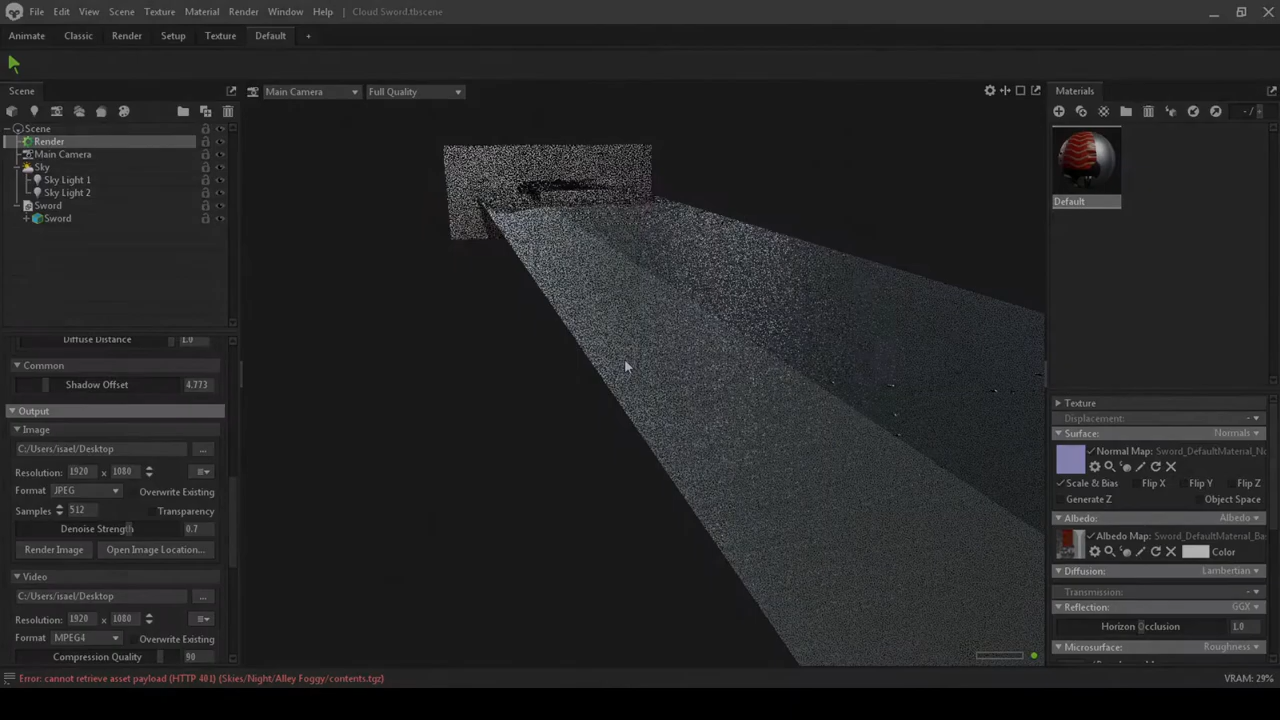 File Edit View Scene Texture Material Render Window Help Cloud Sword.tbscene
Animate Classic Render Setup Texture Default +
Scene
Main Camera Full Quality
Materials
Scene
Render
Main Camera
Sky
Sky Light 1
Sky Light 2
Sword
Sword
Default
Diffuse Distance 1.0
Common
Shadow Offset 4.773
Output
Image
C:/Users/isael/Desktop ...
Resolution: 1920 x 1080
Format JPEG Overwrite Existing
Samples 512 Transparency
Denoise Strength 0.7
Render Image Open Image Location...
Video
C:/Users/isael/Desktop ...
Resolution: 1920 x 1080
Format MPEG4 Overwrite Existing
Compression Quality 90
Texture
Displacement: -
Surface: Normals
Normal Map: Sword_DefaultMaterial_No
Scale & Bias Flip X Flip Y Flip Z
Generate Z Object Space
Albedo: Albedo
Albedo Map: Sword_DefaultMaterial_Ba
Color
Diffusion: Lambertian
Transmission: -
Reflection: GGX
Horizon Occlusion 1.0
Microsurface: Roughness
Error: cannot retrieve asset payload (HTTP 401) (Skies/Night/Alley Foggy/contents.tgz)
VRAM: 29%